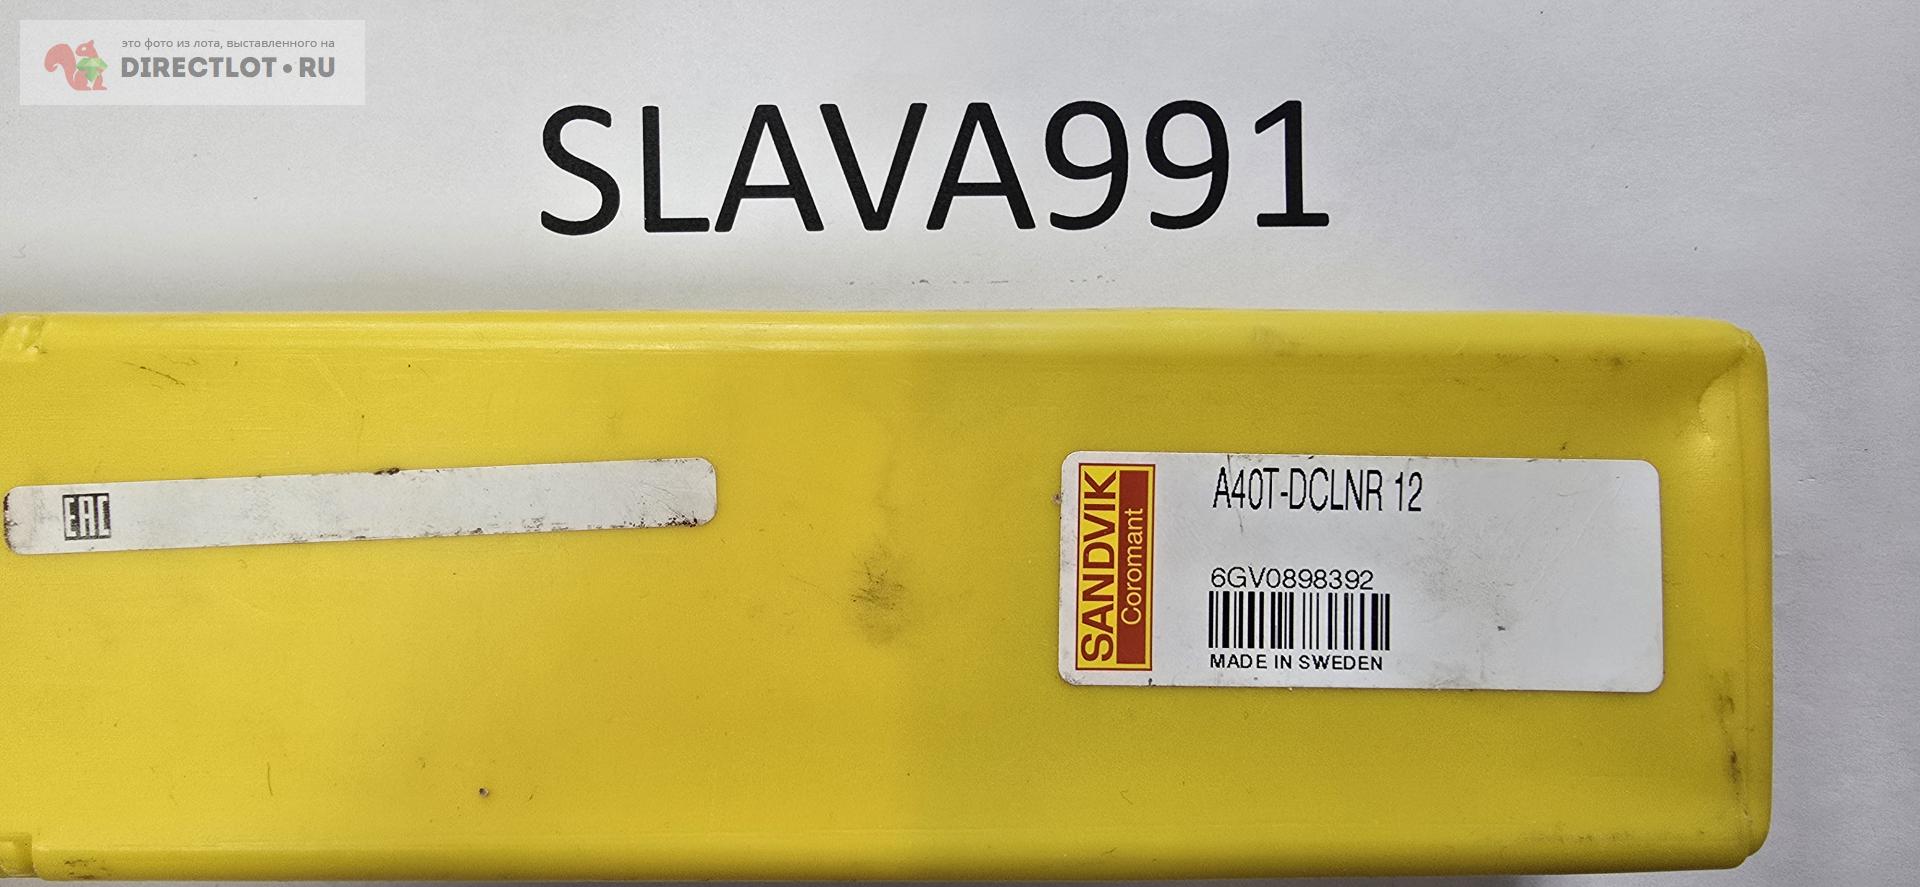 это фото из лота, выставленного на
DIRECTLOT•RU
SLAVA991
EAC
SANDVIK
Coromant
A40T-DCLNR 12
6GV0898392
MADE IN SWEDEN